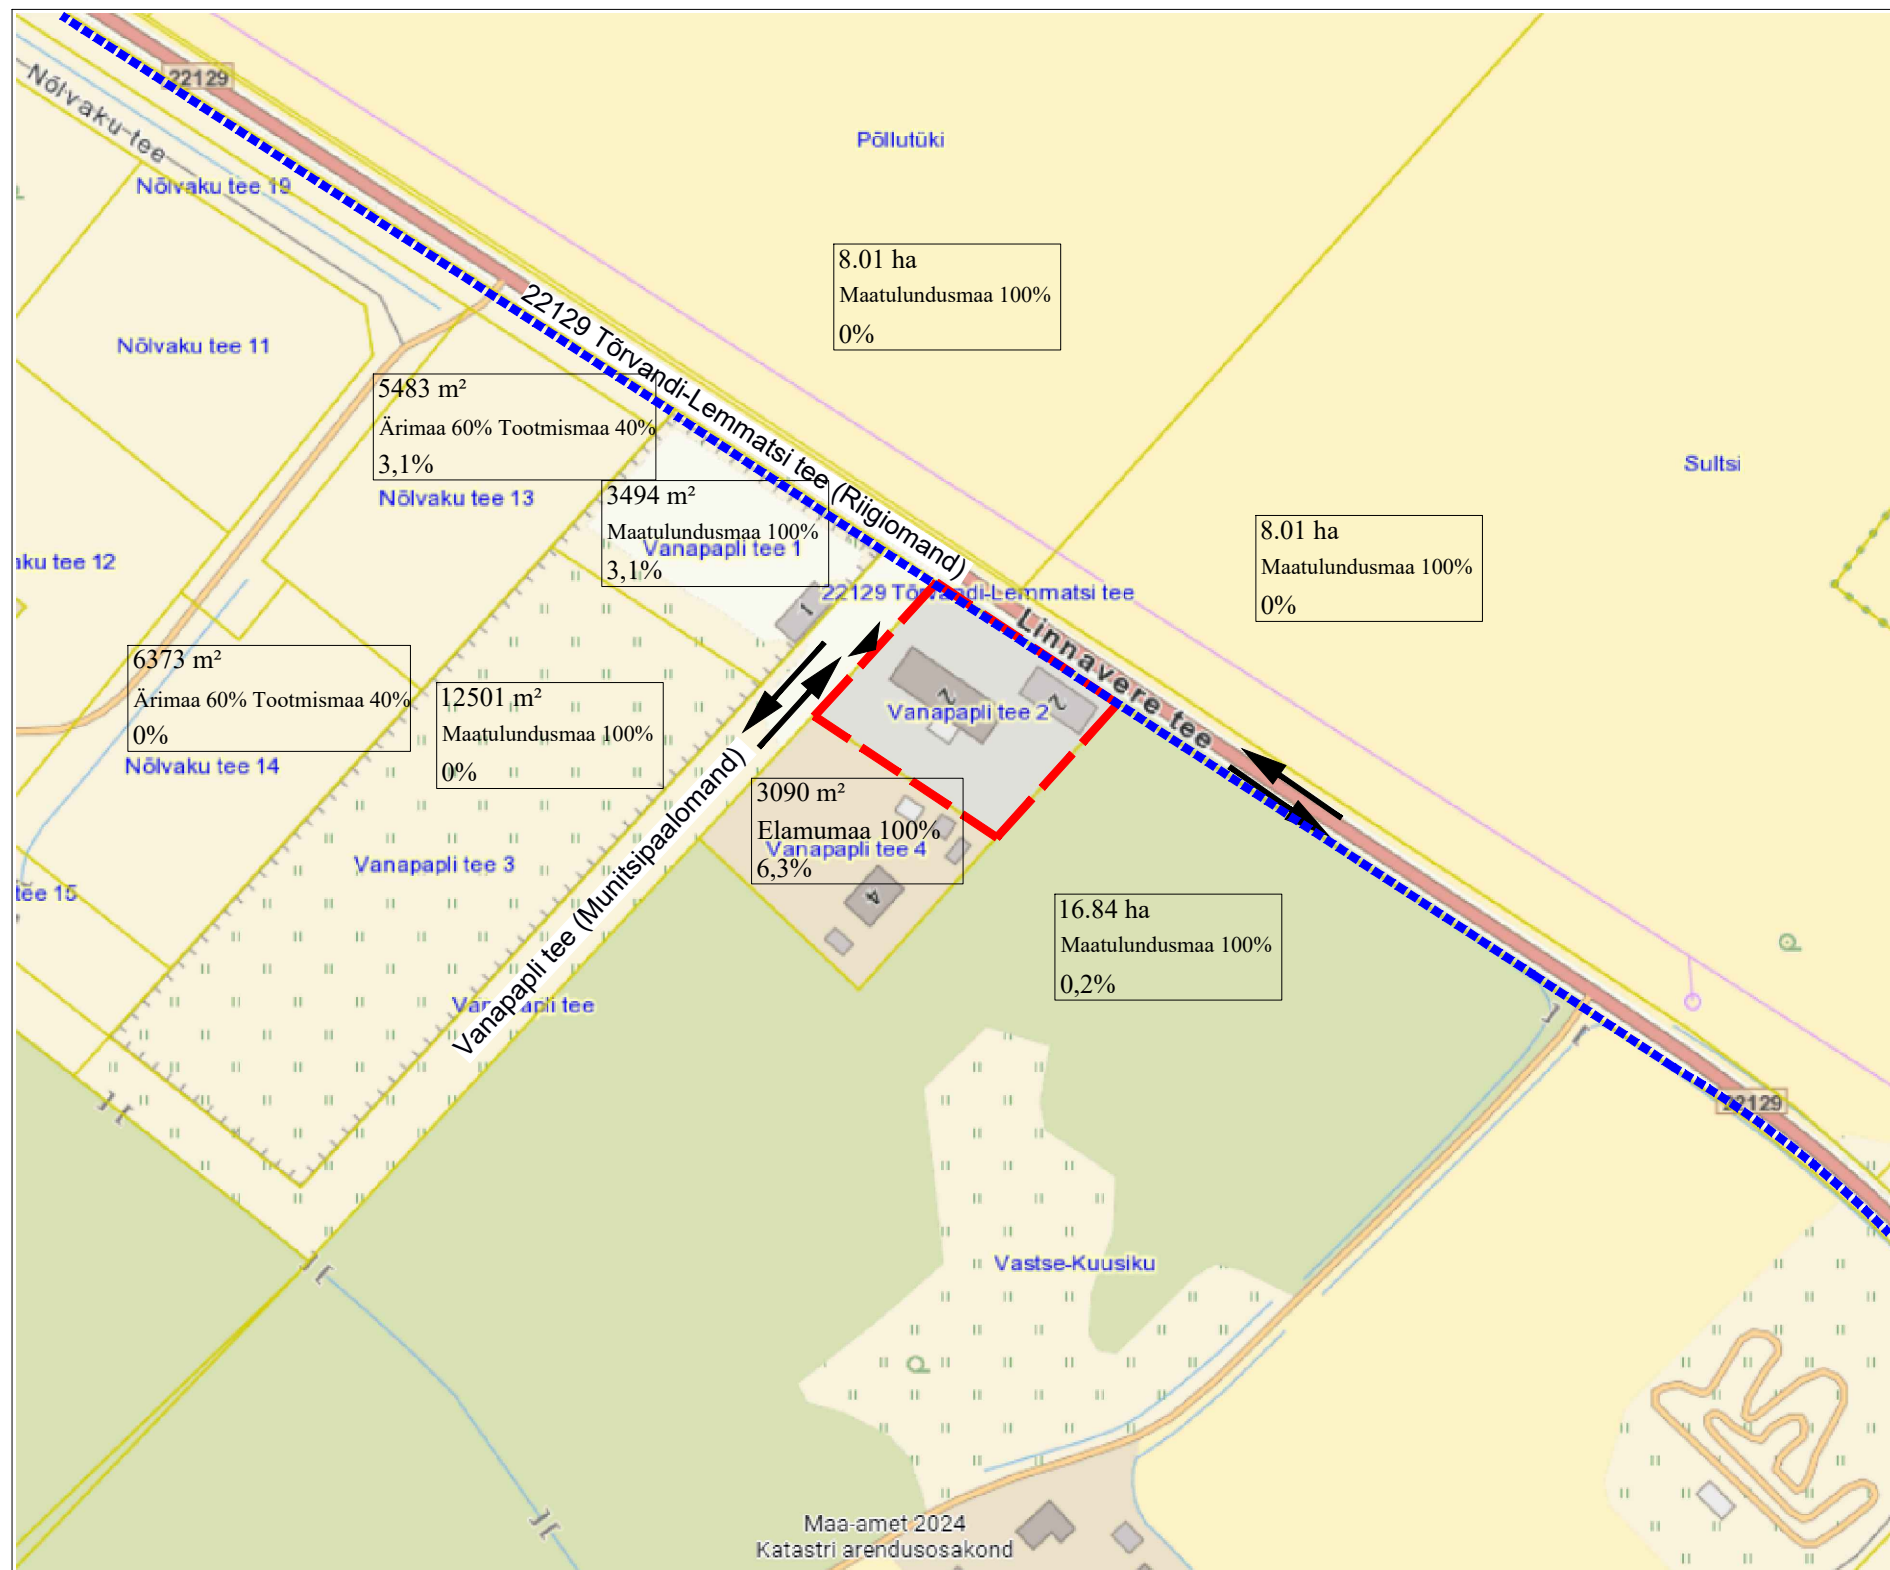 22129
Nõlvaku tee
Nõlvaku tee 19
Põllutüki
8.01 ha
Maatulundusmaa 100%
0%
22129 Tõrvandi-Lemmatsi tee (Riigiomand)
Nõlvaku tee 11
5483 m²
Ärimaa 60% Tootmismaa 40%
3,1%
Nõlvaku tee 13
Sultsi
3494 m²
Maatulundusmaa 100%
Vanapapli tee 1
3,1%
1
8.01 ha
Maatulundusmaa 100%
0%
aku tee 12
22129 Tõrvandi-Lemmatsi tee
Linnavere tee
6373 m²
Ärimaa 60% Tootmismaa 40%
0%
Nõlvaku tee 14
12501 m²
Maatulundusmaa 100%
0%
2
2
Vanapapli tee 2
3090 m²
Elamumaa 100%
Vanapapli tee 4
6,3%
4
Vanapapli tee 3
tee 15
Vanapapli tee (Munitsipaalomand)
Vanapapli tee
16.84 ha
Maatulundusmaa 100%
0,2%
22129
Vastse-Kuusiku
Maa-amet 2024
Katastri arendusosakond